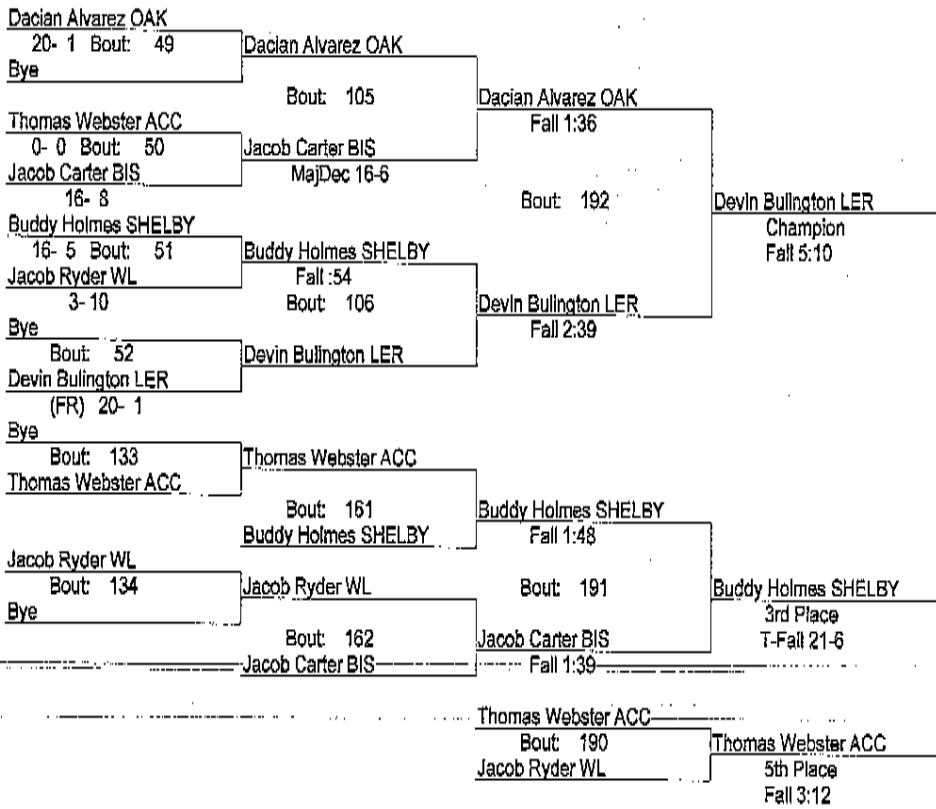 Dacian Alvarez OAK
20- 1 Bout: 49
Bye
Thomas Webster ACC
0- 0 Bout: 50
Jacob Carter BIS
16- 8
Buddy Holmes SHELBY
16- 5 Bout: 51
Jacob Ryder WL
3- 10
Bye
Bout: 52
Devin Bulington LER
(FR) 20- 1
Bye
Bout: 133
Thomas Webster ACC
Jacob Ryder WL
Bout: 134
Bye
Dacian Alvarez OAK
Bout: 105
Jacob Carter BIS
MajDec 16-6
Buddy Holmes SHELBY
Fall :54
Bout: 106
Devin Bulington LER
Thomas Webster ACC
Bout: 161
Buddy Holmes SHELBY
Jacob Ryder WL
Bout: 162
Jacob Carter BIS
Dacian Alvarez OAK
Fall 1:36
Bout: 192
Devin Bulington LER
Fall 2:39
Buddy Holmes SHELBY
Fall 1:48
Bout: 191
Jacob Carter BIS
Fall 1:39
Thomas Webster ACC
Bout: 190
Jacob Ryder WL
Devin Bulington LER
Champion
Fall 5:10
Buddy Holmes SHELBY
3rd Place
T-Fall 21-6
Thomas Webster ACC
5th Place
Fall 3:12